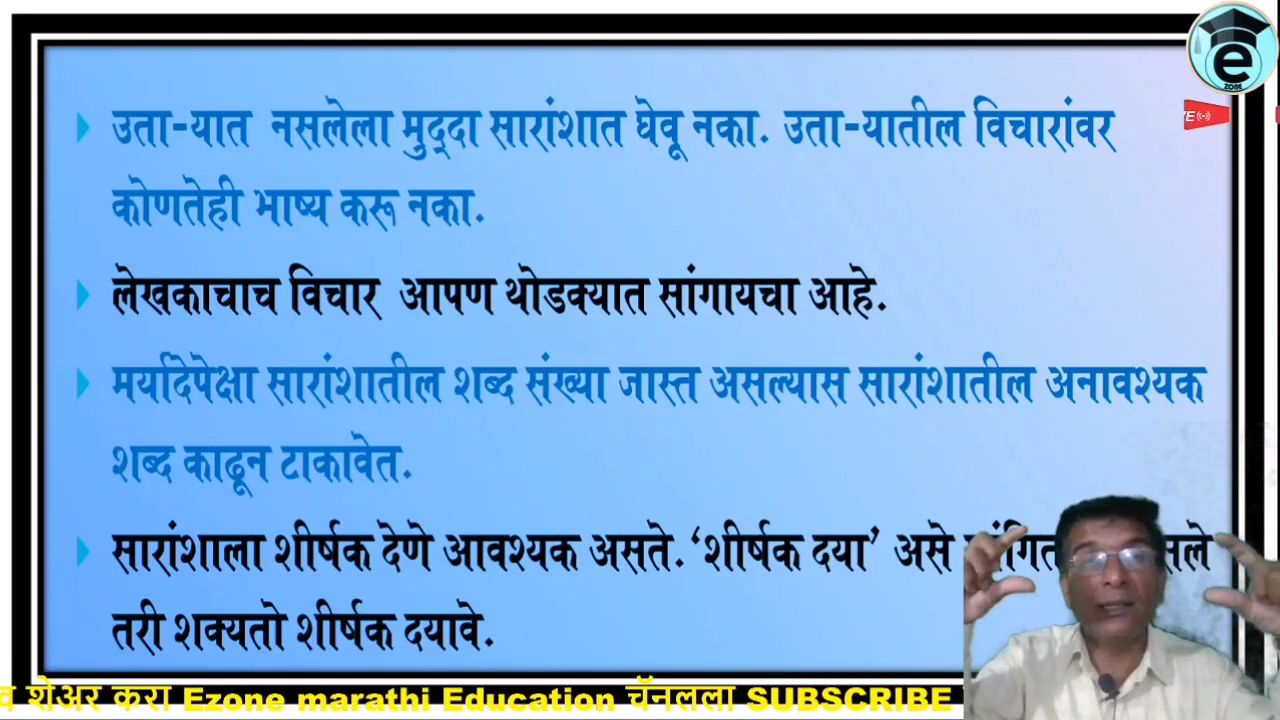 उता-यात नसलेला मुद्दा सारांशात घेवू नका. उता-यातील विचारांवर
कोणतेही भाष्य करू नका.
लेखकाचाच विचार आपण थोडक्यात सांगायचा आहे.
मर्यादेपेक्षा सारांशातील शब्द संख्या जास्त असल्यास सारांशातील अनावश्यक
शब्द काढून टाकावेत.
सारांशाला शीर्षक देणे आवश्यक असते. ‘शीर्षक दया’ असे
तरी शक्यतो शीर्षक दयावे.
e
ZONE
शेअर करा Ezone marathi Education चॅनलला SUBSCRIBE